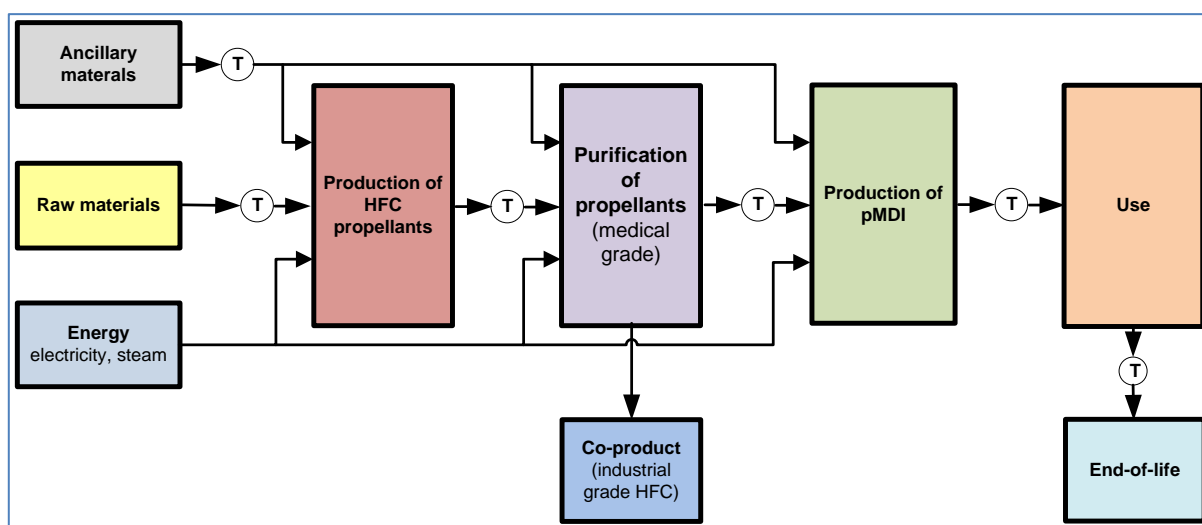 Ancillary
materals
T
Raw materials
T
Energy
electricity, steam
Production of
HFC
propellants
T
Purification
of
propellants
(medical
grade)
T
Production of
pMDI
T
Use
T
Co-product
(industrial
grade HFC)
End-of-life